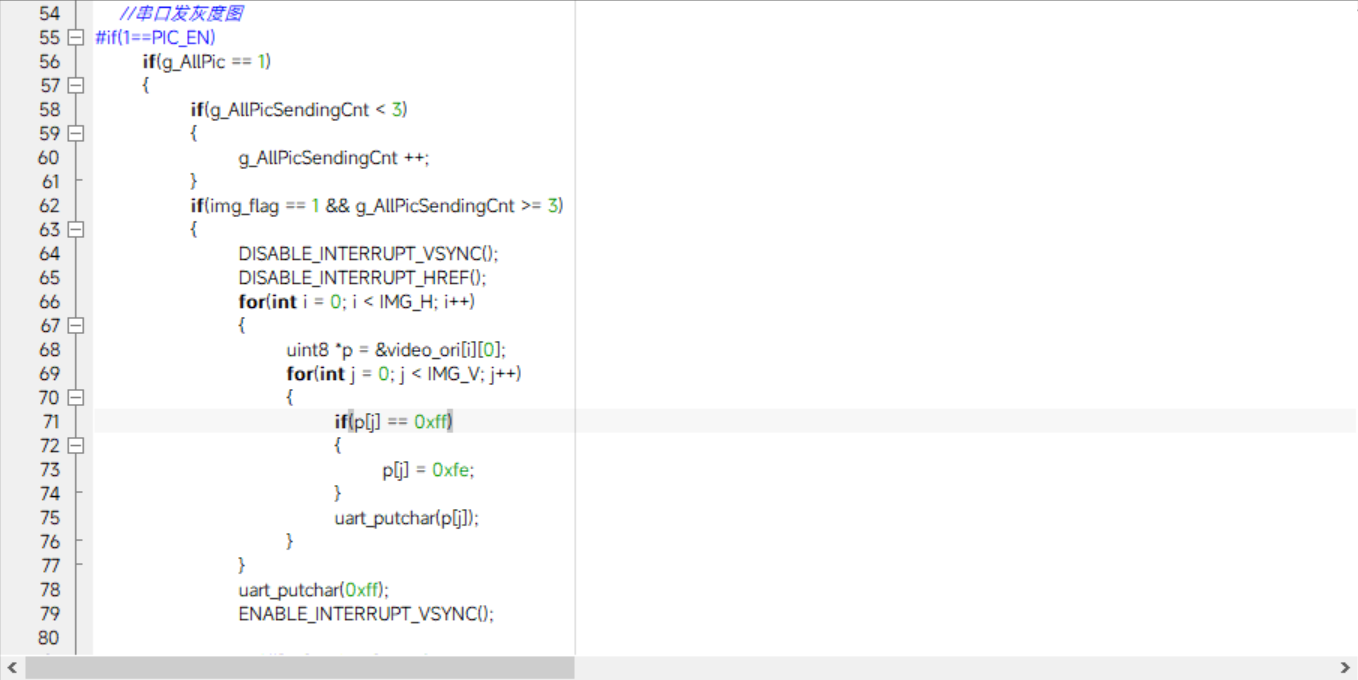 54 //串口发灰度图
55 #if(1==PIC_EN)
56 if(g_AllPic == 1)
57 {
58 if(g_AllPicSendingCnt < 3)
59 {
60 g_AllPicSendingCnt ++;
61 }
62 if(img_flag == 1 && g_AllPicSendingCnt >= 3)
63 {
64 DISABLE_INTERRUPT_VSYNC();
65 DISABLE_INTERRUPT_HREF();
66 for(int i = 0; i < IMG_H; i++)
67 {
68 uint8 *p = &video_ori[i][0];
69 for(int j = 0; j < IMG_V; j++)
70 {
71 if(p[j] == 0xff)
72 {
73 p[j] = 0xfe;
74 }
75 uart_putchar(p[j]);
76 }
77 }
78 uart_putchar(0xff);
79 ENABLE_INTERRUPT_VSYNC();
80